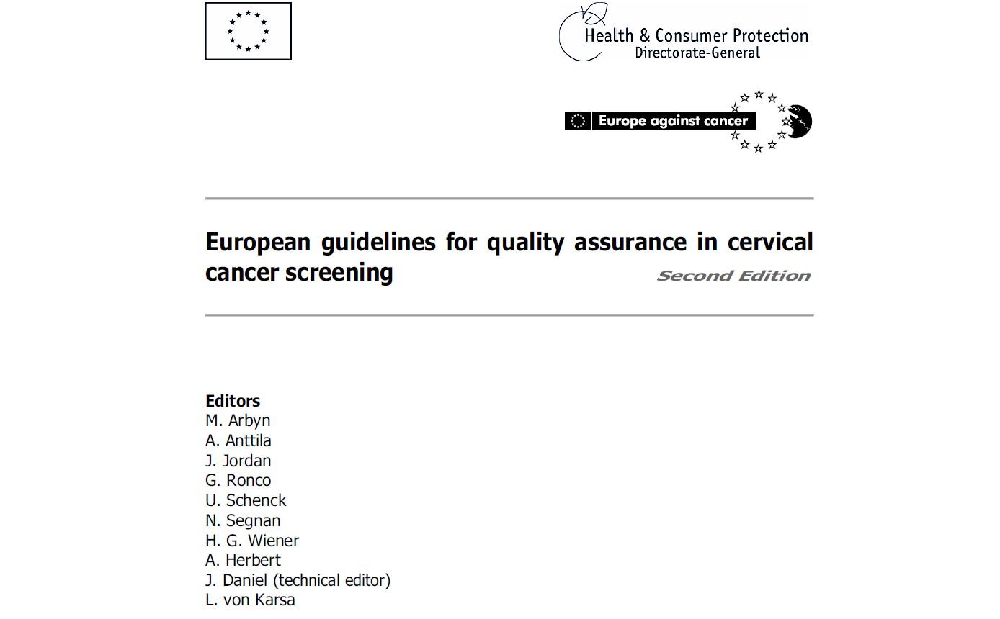 Health & Consumer Protection
Directorate-General
Europe against cancer
European guidelines for quality assurance in cervical
cancer screening Second Edition
Editors
M. Arbyn
A. Anttila
J. Jordan
G. Ronco
U. Schenck
N. Segnan
H. G. Wiener
A. Herbert
J. Daniel (technical editor)
L. von Karsa